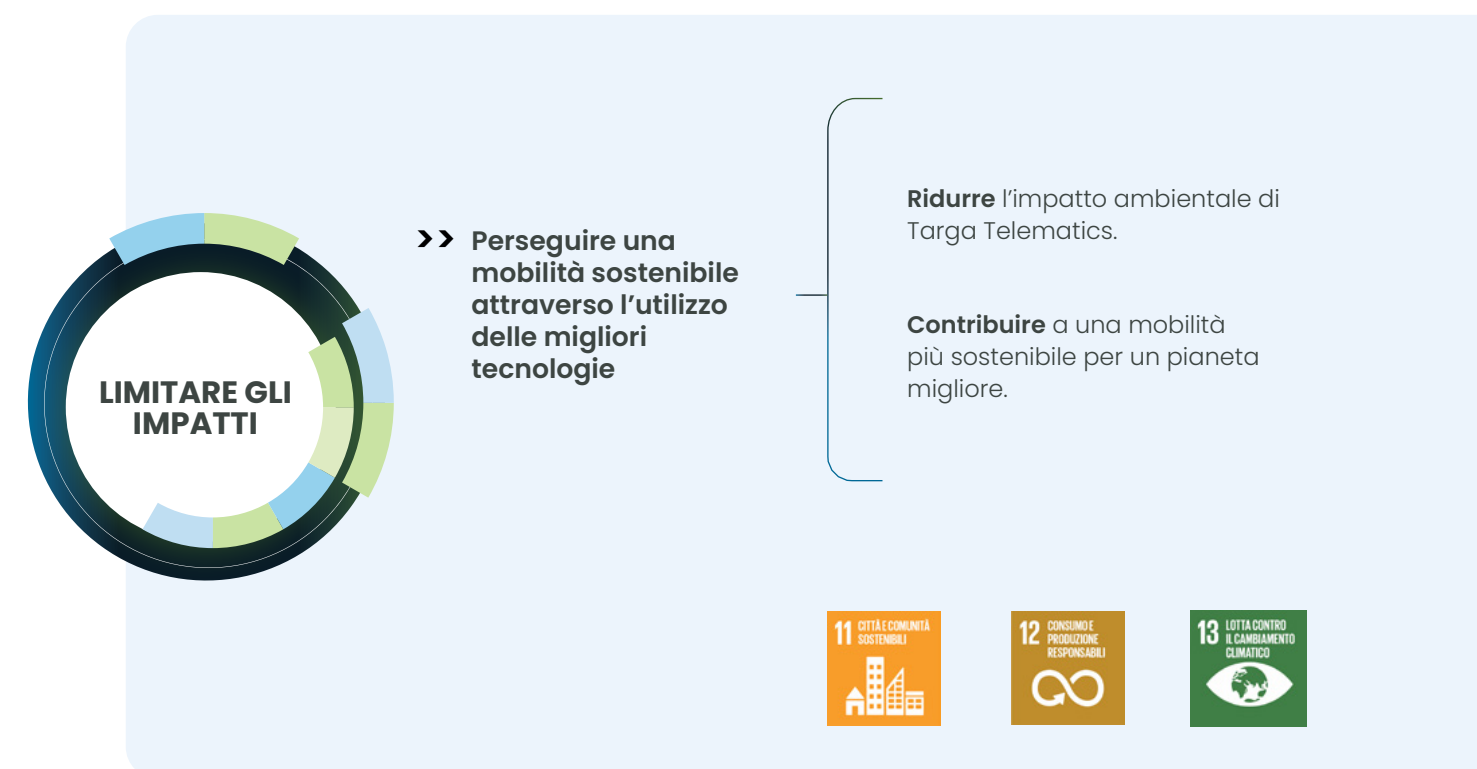 LIMITARE GLI
IMPATTI
Perseguire una
mobilità sostenibile
attraverso l’utilizzo
delle migliori
tecnologie
Ridurre l’impatto ambientale di
Targa Telematics.
Contribuire a una mobilità
più sostenibile per un pianeta
migliore.
11 CITTÀ E COMUNITÀ
SOSTENIBILI
12 CONSUMO E
PRODUZIONE
RESPONSABILI
13 LOTTA CONTRO
IL CAMBIAMENTO
CLIMATICO